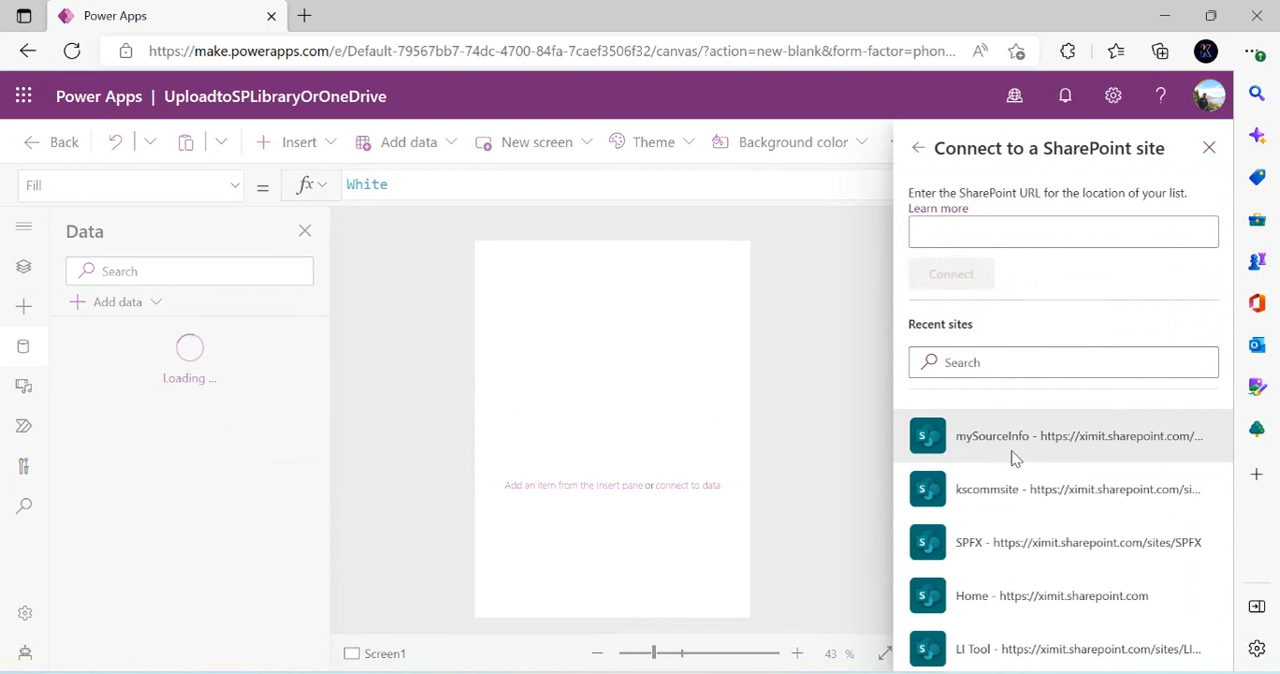 Power Apps
https://make.powerapps.com/e/Default-79567bb7-74dc-4700-84fa-7caef3506f32/canvas/?action=new-blank&form-factor=phon...
Power Apps | UploadtoSPLibraryOrOneDrive
Back
Insert
Add data
New screen
Theme
Background color
Fill
=
fx
White
Data
Search
Add data
Loading ...
Add an item from the Insert pane or connect to data
Screen1
43 %
Connect to a SharePoint site
Enter the SharePoint URL for the location of your list.
Learn more
Connect
Recent sites
Search
mySourceInfo - https://ximit.sharepoint.com/...
kscommsite - https://ximit.sharepoint.com/si...
SPFX - https://ximit.sharepoint.com/sites/SPFX
Home - https://ximit.sharepoint.com
LI Tool - https://ximit.sharepoint.com/sites/LI...